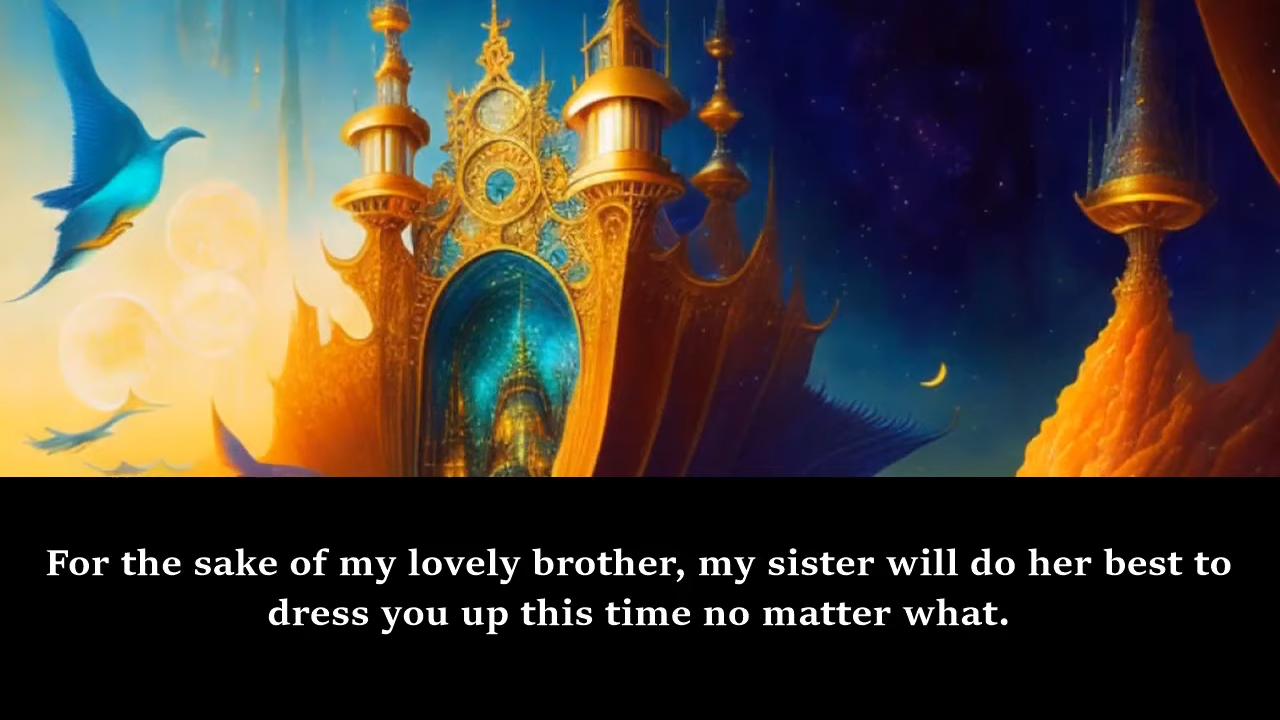 For the sake of my lovely brother, my sister will do her best to
dress you up this time no matter what.